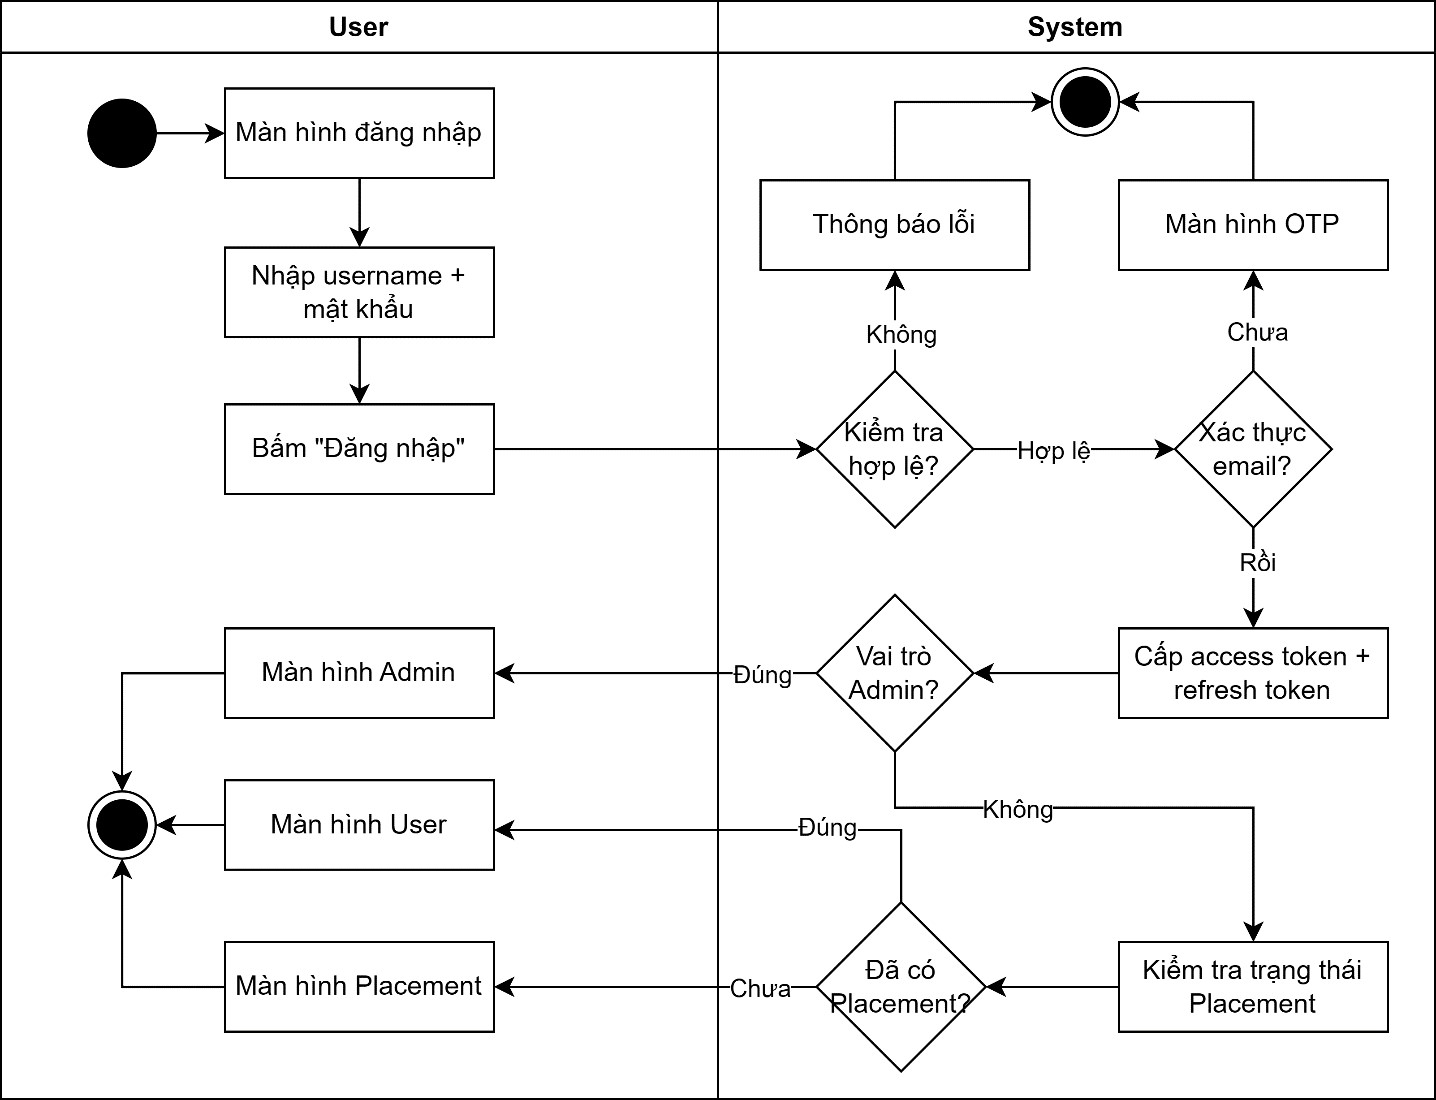 User
System
Màn hình đăng nhập
Nhập username +
mật khẩu
Bấm "Đăng nhập"
Thông báo lỗi
Màn hình OTP
Không
Chưa
Kiểm tra
hợp lệ?
Hợp lệ
Xác thực
email?
Rồi
Cấp access token +
refresh token
Vai trò
Admin?
Đúng
Màn hình Admin
Không
Màn hình User
Đúng
Kiểm tra trạng thái
Placement
Đã có
Placement?
Chưa
Màn hình Placement